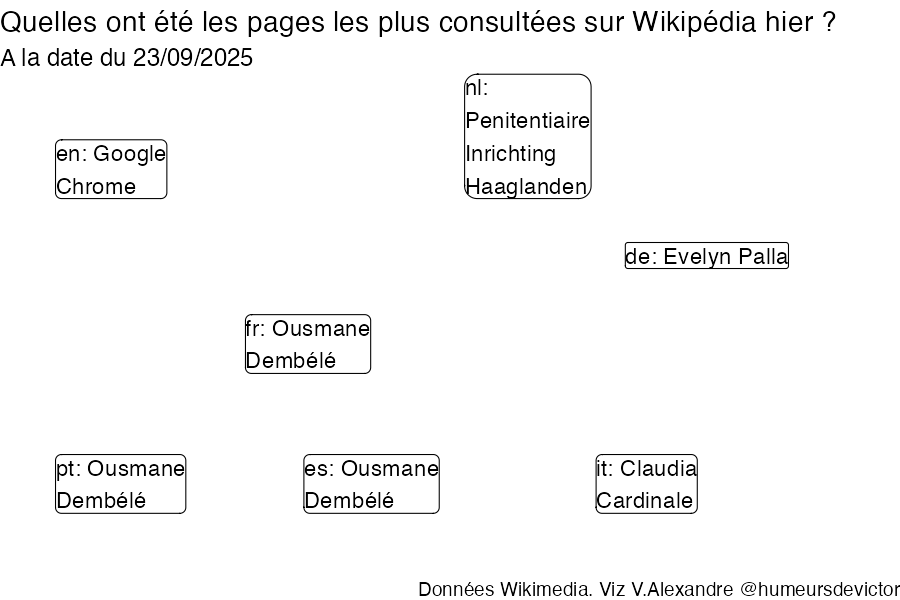 Quelles ont été les pages les plus consultées sur Wikipédia hier ?
A la date du 23/09/2025
nl:
Penitentiaire
Inrichting
Haaglanden
en: Google
Chrome
de: Evelyn Palla
fr: Ousmane
Dembélé
pt: Ousmane
Dembélé
es: Ousmane
Dembélé
it: Claudia
Cardinale
Données Wikimedia. Viz V.Alexandre @humeursdevictor